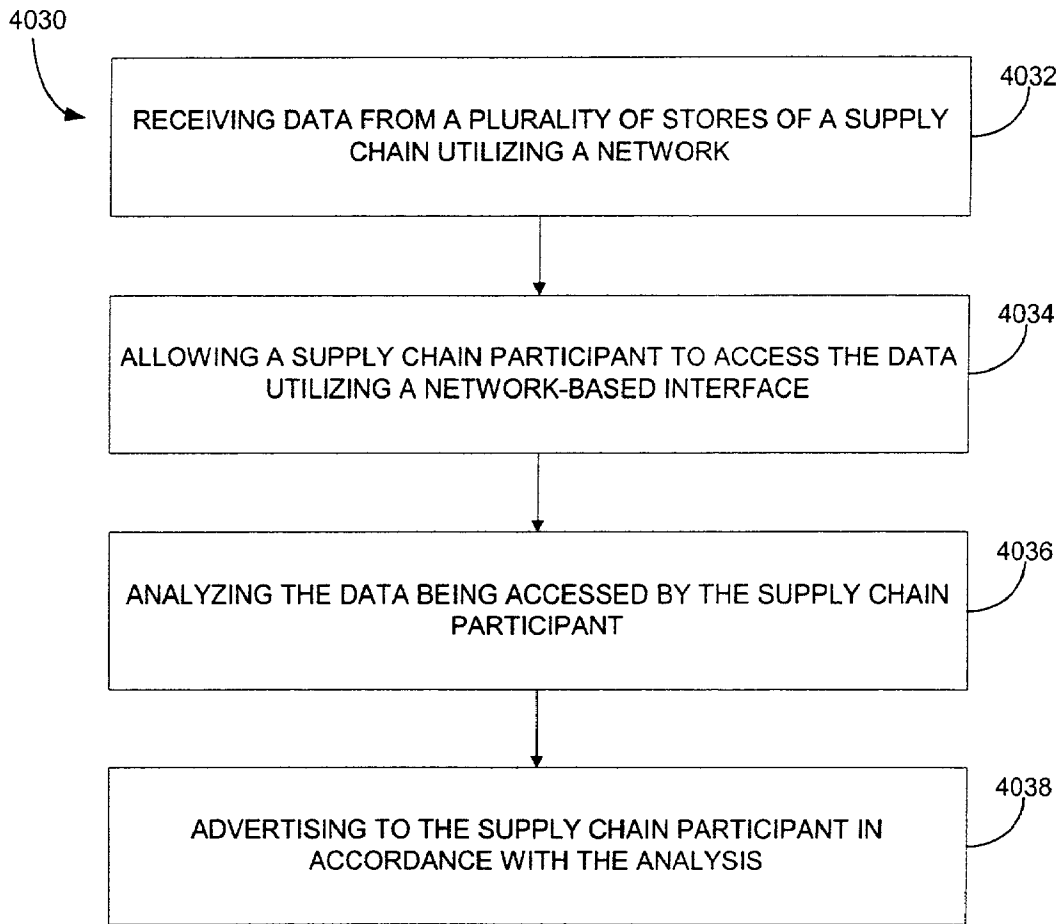 4030
4032
RECEIVING DATA FROM A PLURALITY OF STORES OF A SUPPLY
CHAIN UTILIZING A NETWORK
4034
ALLOWING A SUPPLY CHAIN PARTICIPANT TO ACCESS THE DATA
UTILIZING A NETWORK-BASED INTERFACE
4036
ANALYZING THE DATA BEING ACCESSED BY THE SUPPLY CHAIN
PARTICIPANT
4038
ADVERTISING TO THE SUPPLY CHAIN PARTICIPANT IN
ACCORDANCE WITH THE ANALYSIS